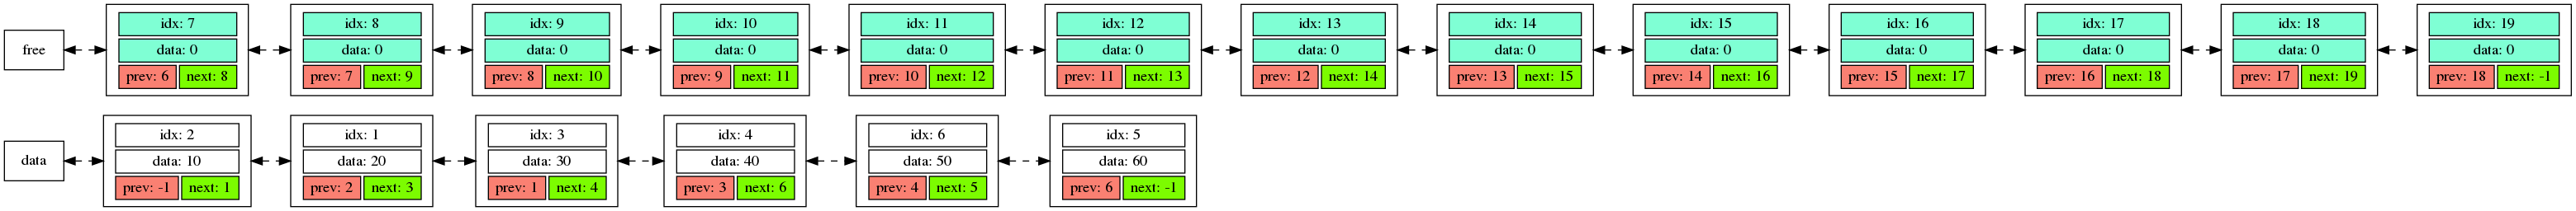 free
idx: 7
data: 0
prev: 6 next: 8
idx: 8
data: 0
prev: 7 next: 9
idx: 9
data: 0
prev: 8 next: 10
idx: 10
data: 0
prev: 9 next: 11
idx: 11
data: 0
prev: 10 next: 12
idx: 12
data: 0
prev: 11 next: 13
idx: 13
data: 0
prev: 12 next: 14
idx: 14
data: 0
prev: 13 next: 15
idx: 15
data: 0
prev: 14 next: 16
idx: 16
data: 0
prev: 15 next: 17
idx: 17
data: 0
prev: 16 next: 18
idx: 18
data: 0
prev: 17 next: 19
idx: 19
data: 0
prev: 18 next: -1
data
idx: 2
data: 10
prev: -1 next: 1
idx: 1
data: 20
prev: 2 next: 3
idx: 3
data: 30
prev: 1 next: 4
idx: 4
data: 40
prev: 3 next: 6
idx: 6
data: 50
prev: 4 next: 5
idx: 5
data: 60
prev: 6 next: -1